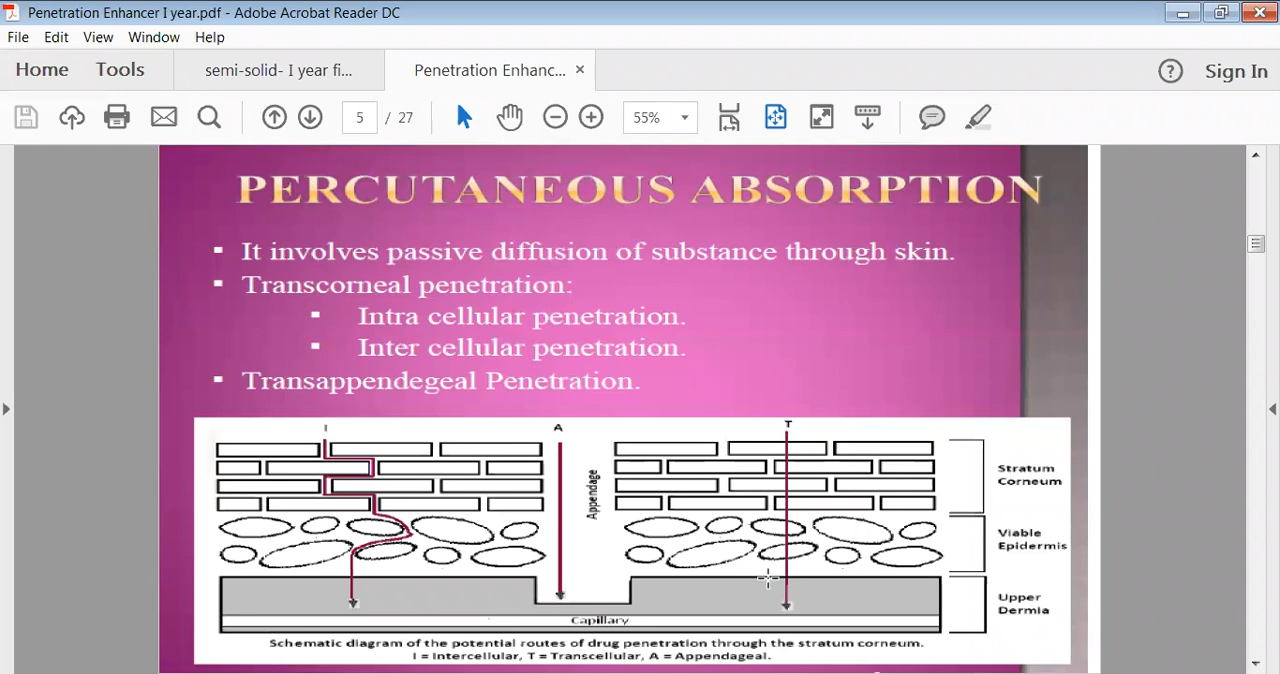 Penetration Enhancer I year.pdf - Adobe Acrobat Reader DC
File Edit View Window Help
Home Tools semi-solid- I year fi... Penetration Enhanc... × ? Sign In
5 / 27 55%
PERCUTANEOUS ABSORPTION
▪ It involves passive diffusion of substance through skin.
▪ Transcorneal penetration:
▪ Intra cellular penetration.
▪ Inter cellular penetration.
▪ Transappendegeal Penetration.
I A T
Appendage
Stratum
Corneum
Viable
Epidermis
Upper
Dermia
Capillary
Schematic diagram of the potential routes of drug penetration through the stratum corneum.
I = Intercellular, T = Transcellular, A = Appendageal.